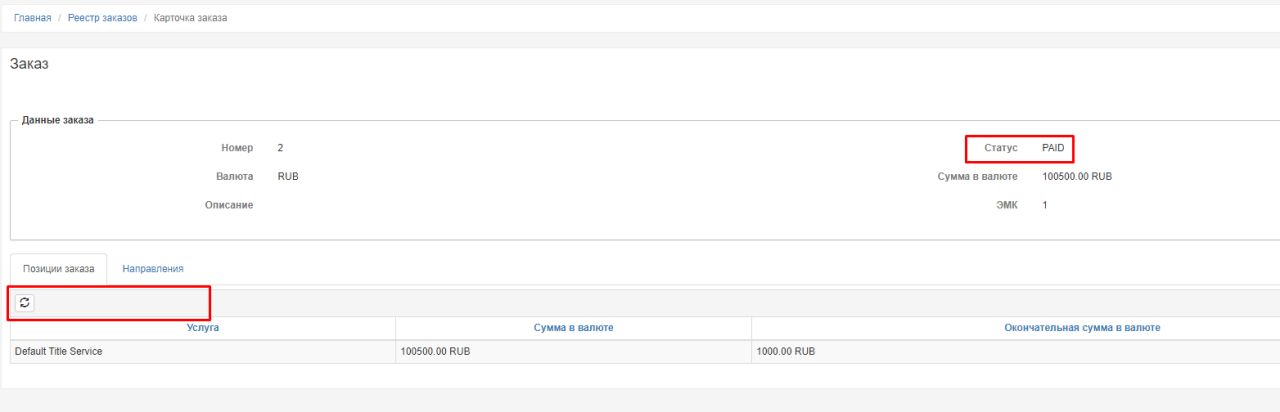 Главная / Реестр заказов / Карточка заказа
Заказ
Данные заказа
Номер 2 Статус PAID
Валюта RUB Сумма в валюте 100500.00 RUB
Описание ЭМК 1
Позиции заказа Направления
Услуга Сумма в валюте Окончательная сумма в валюте
Default Title Service 100500.00 RUB 1000.00 RUB